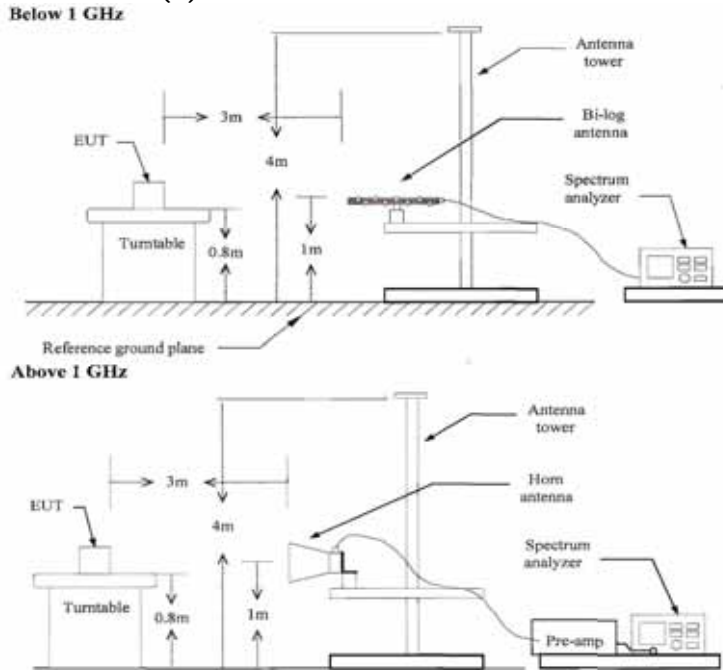 Below 1 GHz
Antenna
tower
3m
EUT
Bi-log
antenna
4m
Spectrum
analyzer
Turntable
0.8m
1m
Reference ground plane
Above 1 GHz
Antenna
tower
3m
Horn
antenna
EUT
4m
Spectrum
analyzer
Turntable
0.8m
1m
Pre-amp